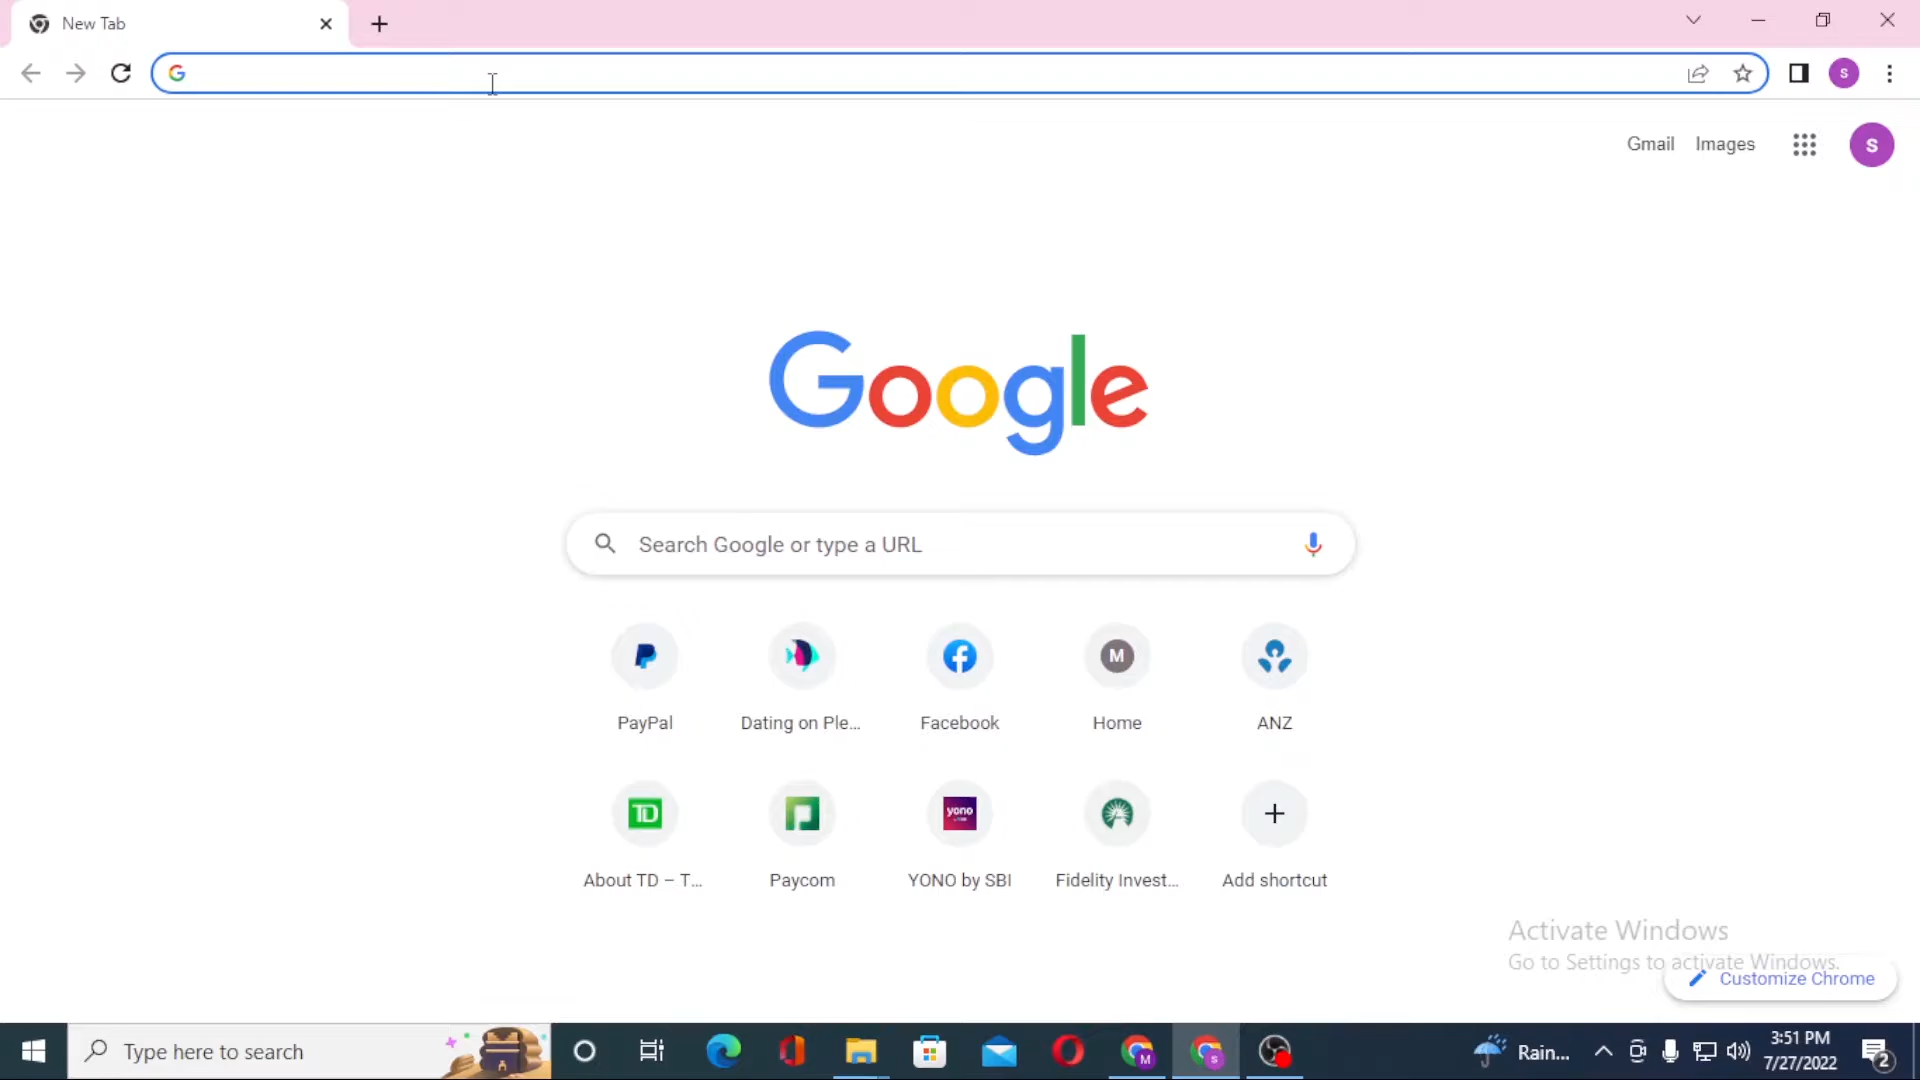 New Tab
G
S
Gmail Images
S
Google
Search Google or type a URL
M
PayPal Dating on Ple... Facebook Home ANZ
TD
yono
About TD – T... Paycom YONO by SBI Fidelity Invest... Add shortcut
Activate Windows
Go to Settings to activate Windows.
Customize Chrome
Type here to search
M
S
Rain...
3:51 PM
7/27/2022
2